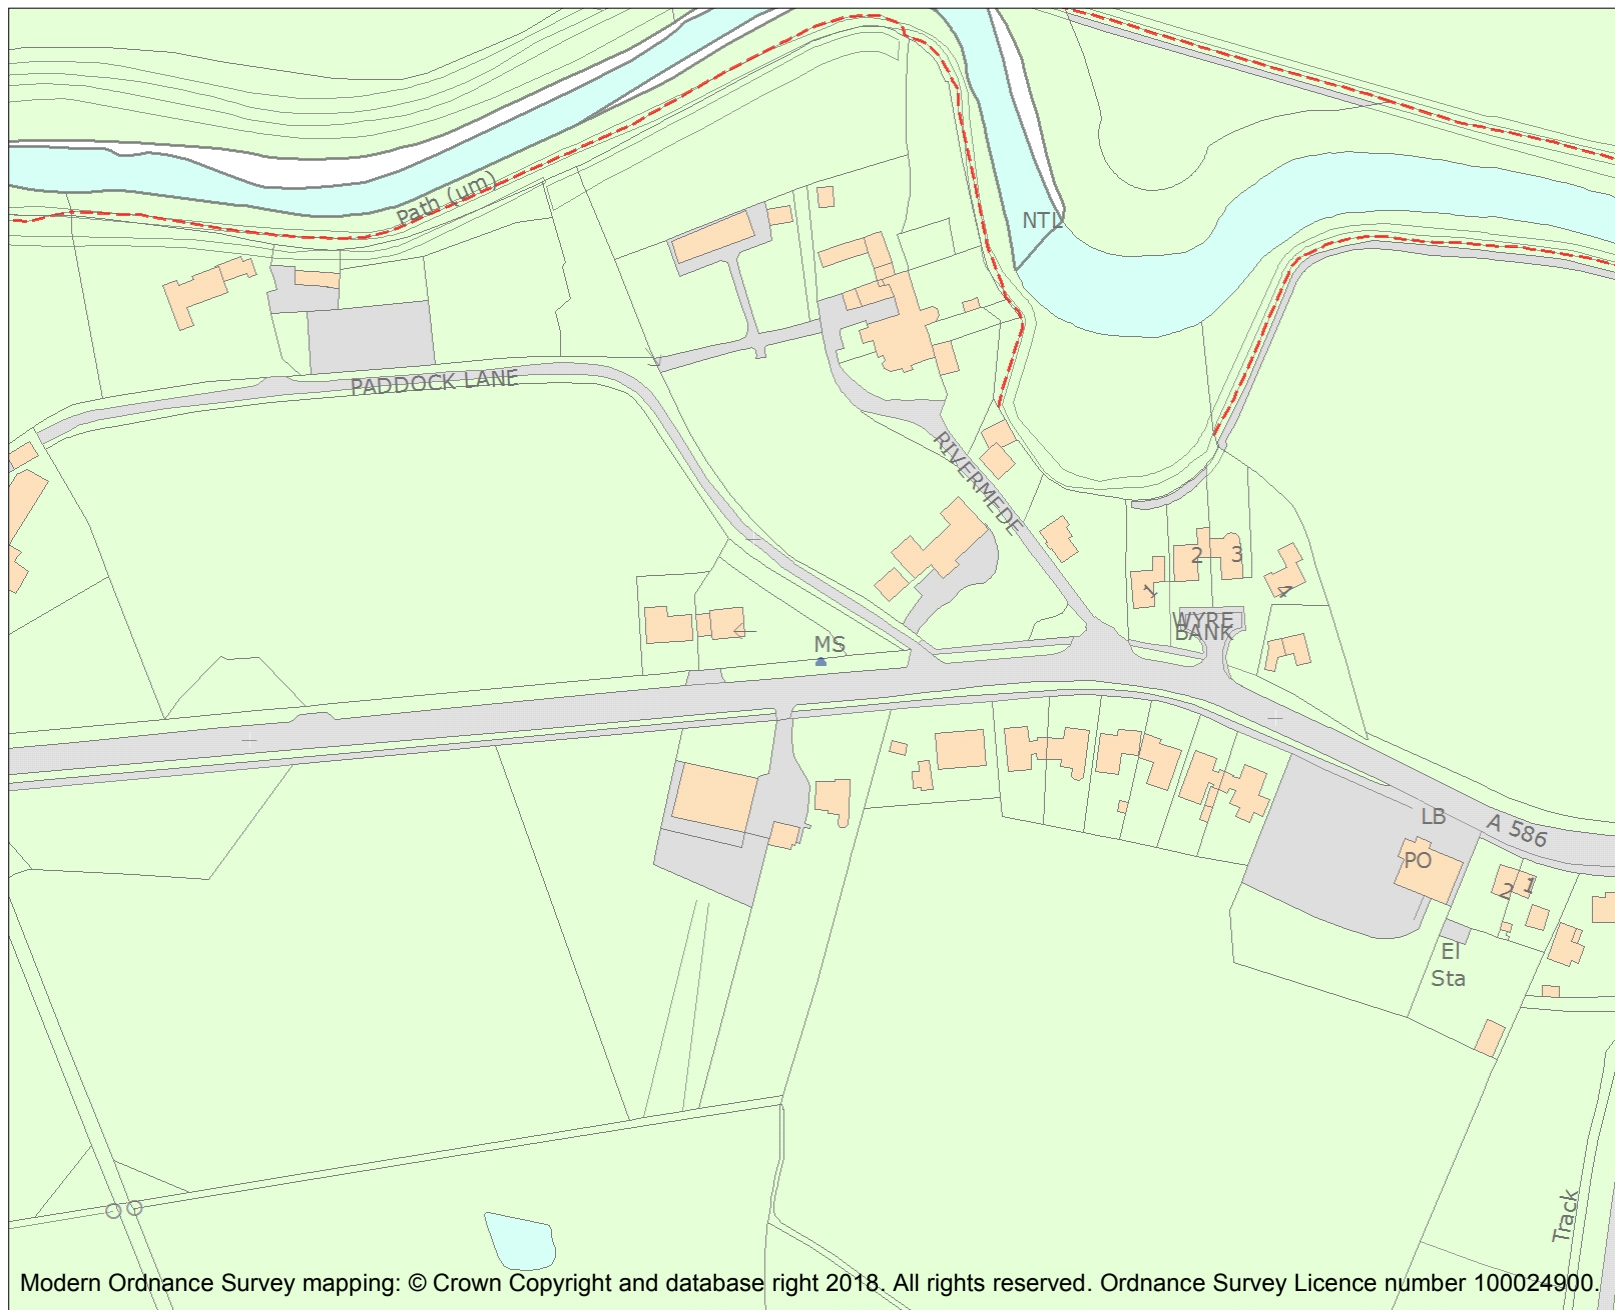 Path (um)
NTL
PADDOCK LANE
RIVERMEDE
2
3
1
4
WYRE
BANK
MS
LB
A 586
PO
2
1
El
Sta
Track
Modern Ordnance Survey mapping: © Crown Copyright and database right 2018. All rights reserved. Ordnance Survey Licence number 100024900.